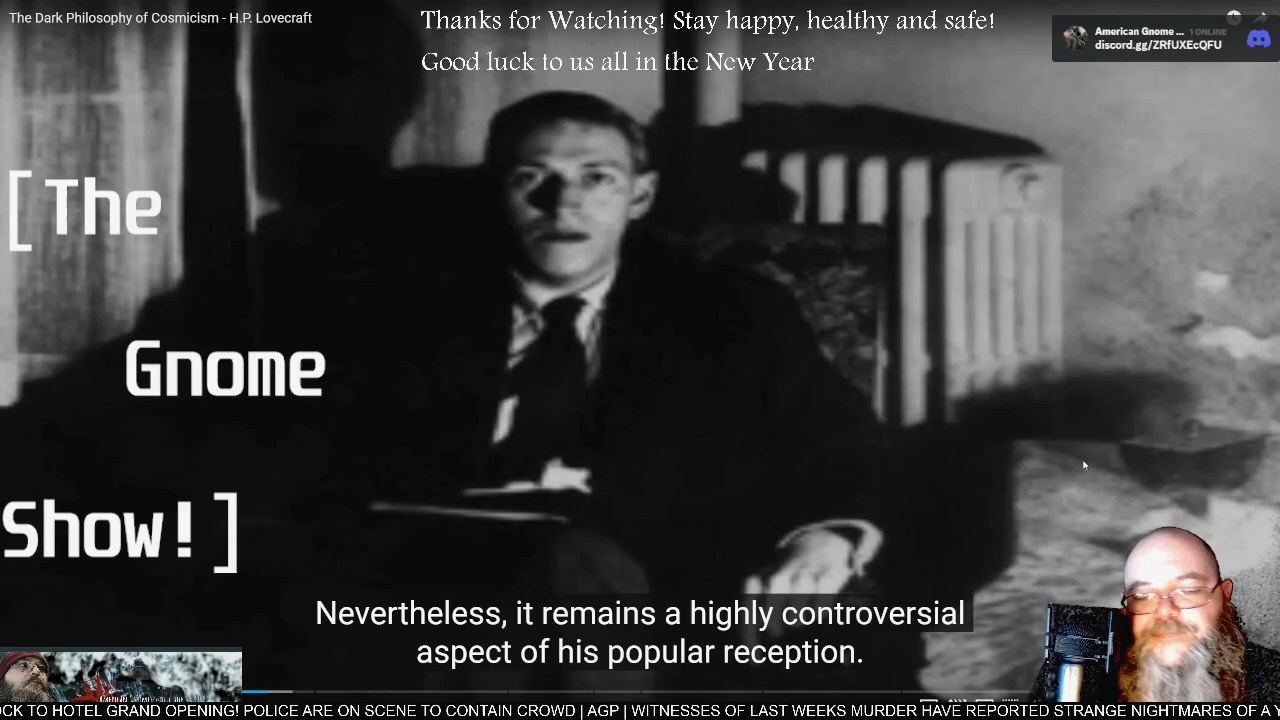 The Dark Philosophy of Cosmicism - H.P. Lovecraft
Thanks for Watching! Stay happy, healthy and safe!
Good luck to us all in the New Year
American Gnome ... 1 ONLINE
discord.gg/ZRfUXEcQFU
[The
Gnome
Show!]
Nevertheless, it remains a highly controversial
aspect of his popular reception.
OCK TO HOTEL GRAND OPENING! POLICE ARE ON SCENE TO CONTAIN CROWD | AGP | WITNESSES OF LAST WEEKS MURDER HAVE REPORTED STRANGE NIGHTMARES OF A Y